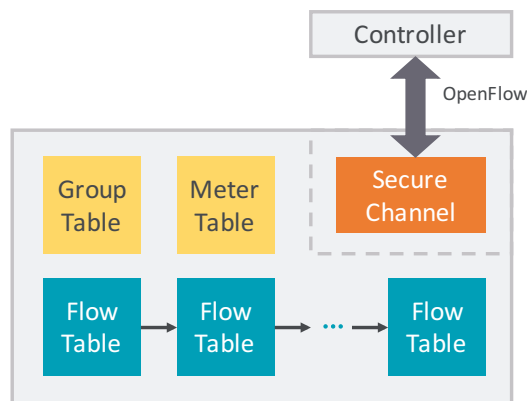 Controller
OpenFlow
Group
Table
Meter
Table
Secure
Channel
Flow
Table
Flow
Table
...
Flow
Table